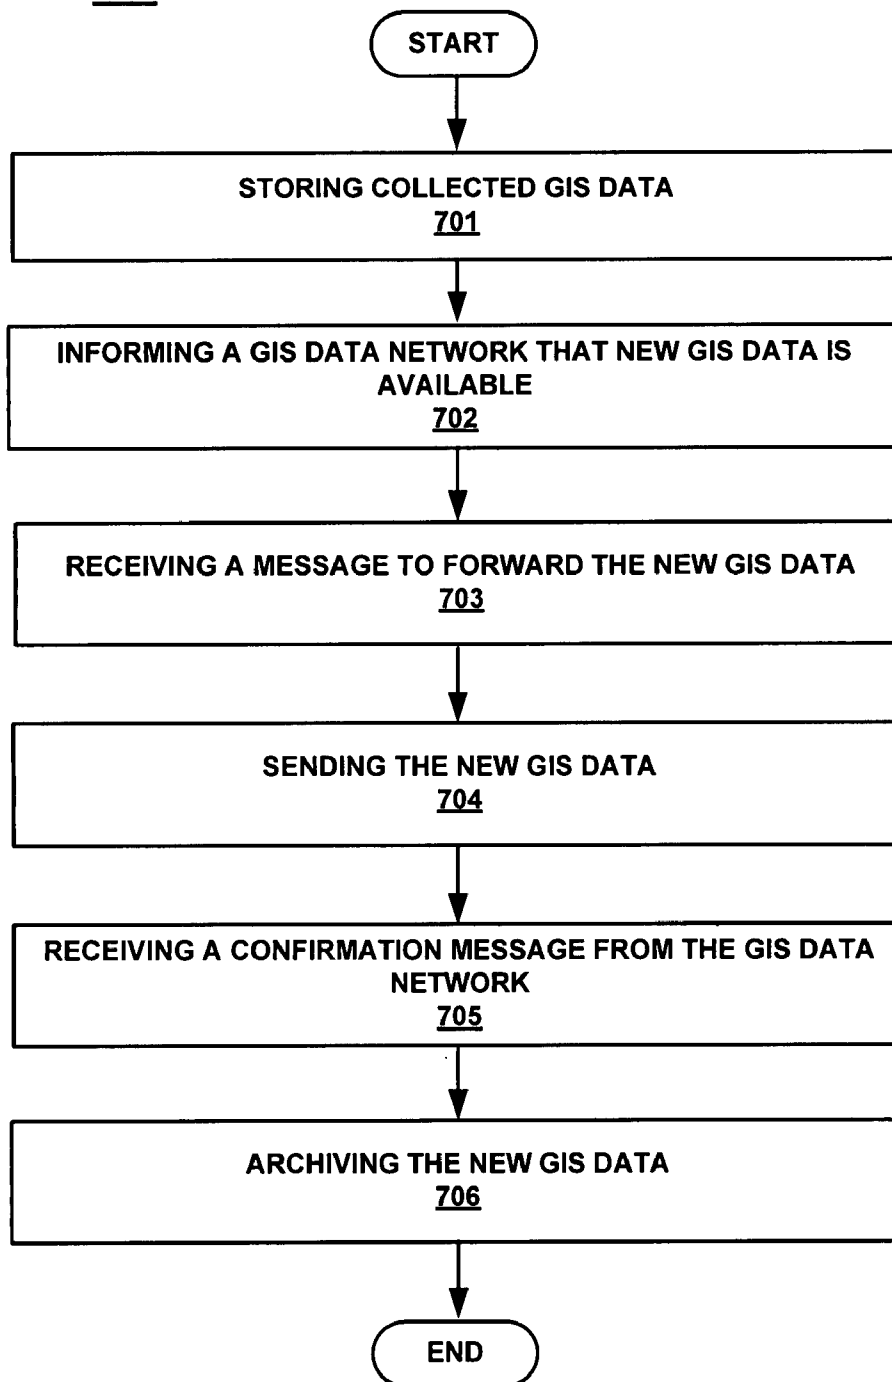 START
STORING COLLECTED GIS DATA
701
INFORMING A GIS DATA NETWORK THAT NEW GIS DATA IS
AVAILABLE
702
RECEIVING A MESSAGE TO FORWARD THE NEW GIS DATA
703
SENDING THE NEW GIS DATA
704
RECEIVING A CONFIRMATION MESSAGE FROM THE GIS DATA
NETWORK
705
ARCHIVING THE NEW GIS DATA
706
END